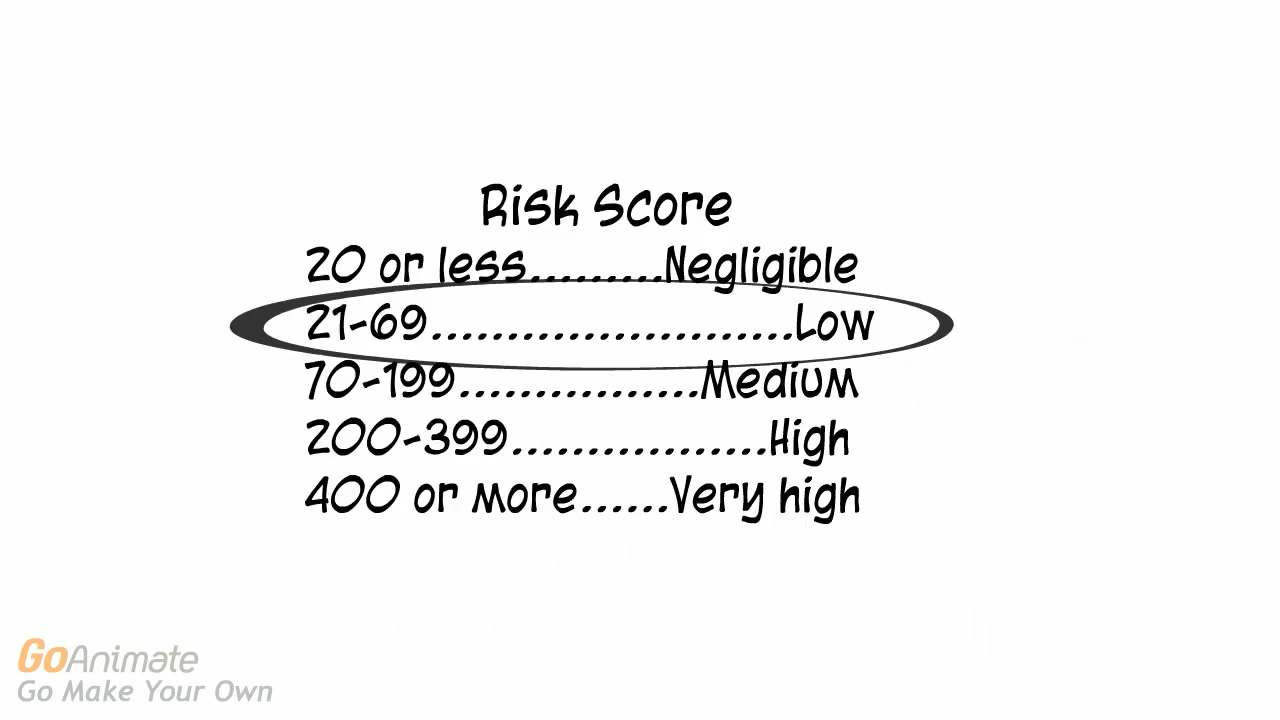 Risk Score
20 or less.........Negligible
21-69........................Low
70-199................Medium
200-399.................High
400 or more......Very high
GoAnimate
Go Make Your Own